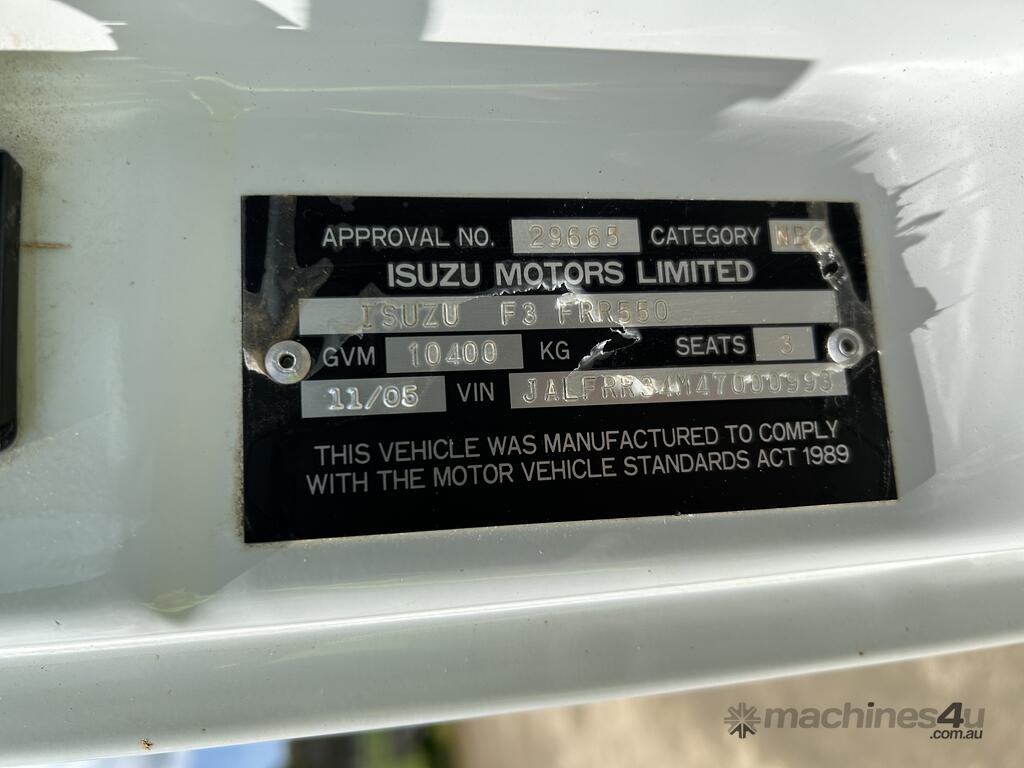 APPROVAL NO. 29665 CATEGORY
ISUZU MOTORS LIMITED
ISUZU F3 FRR550
GVM 10400 KG SEATS 3
11/05 VIN JALFRR34M47000993
THIS VEHICLE WAS MANUFACTURED TO COMPLY
WITH THE MOTOR VEHICLE STANDARDS ACT 1989
machines4u
.com.au